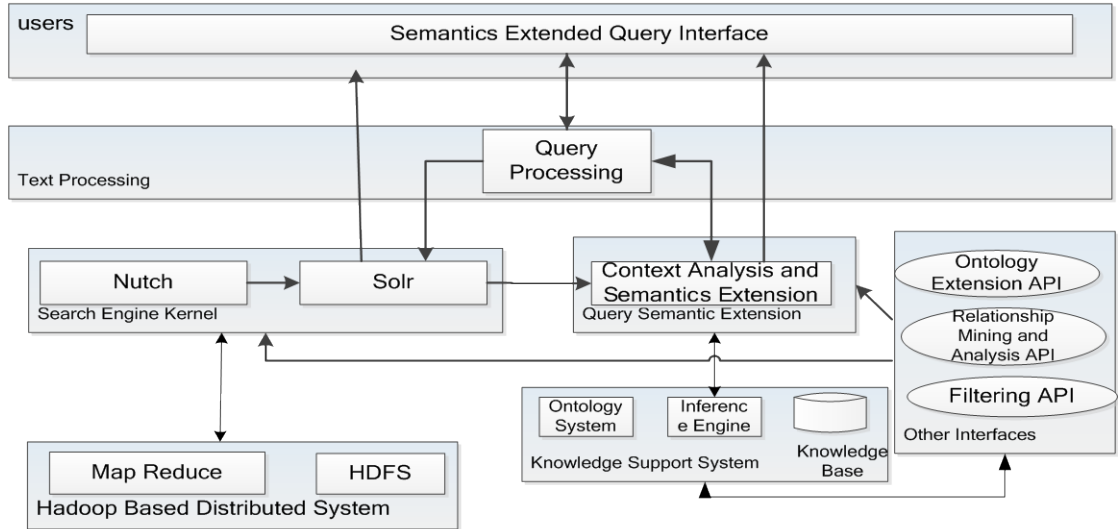 users
Semantics Extended Query Interface
Query
Processing
Text Processing
Nutch
Solr
Search Engine Kernel
Context Analysis and
Semantics Extension
Query Semantic Extension
Ontology
Extension API
Relationship
Mining and
Analysis API
Filtering API
Other Interfaces
Ontology
System
Inferenc
e Engine
Knowledge
Base
Knowledge Support System
Map Reduce
HDFS
Hadoop Based Distributed System